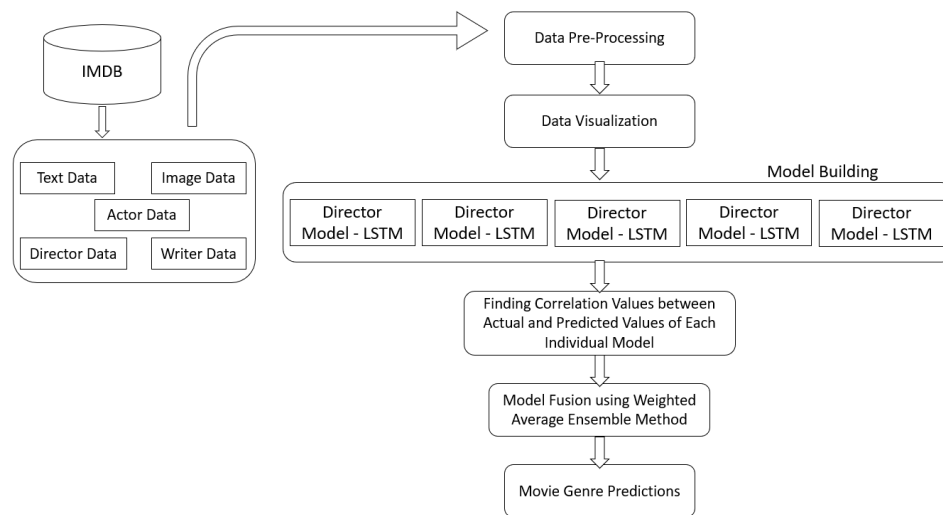 IMDB
Text Data
Image Data
Actor Data
Director Data
Writer Data
Data Pre-Processing
Data Visualization
Model Building
Director
Model - LSTM
Director
Model - LSTM
Director
Model - LSTM
Director
Model - LSTM
Director
Model - LSTM
Finding Correlation Values between
Actual and Predicted Values of Each
Individual Model
Model Fusion using Weighted
Average Ensemble Method
Movie Genre Predictions